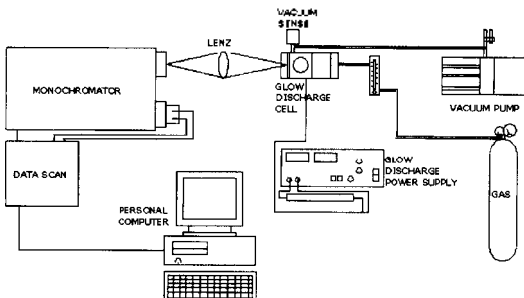 VACUUM
SENSE
LENZ
MONOCHROMATOR
GLOW
DISCHARGE
CELL
VACUUM PUMP
DATA SCAN
GLOW
DISCHARGE
POWER SUPPLY
GAS
PERSONAL
COMPUTER